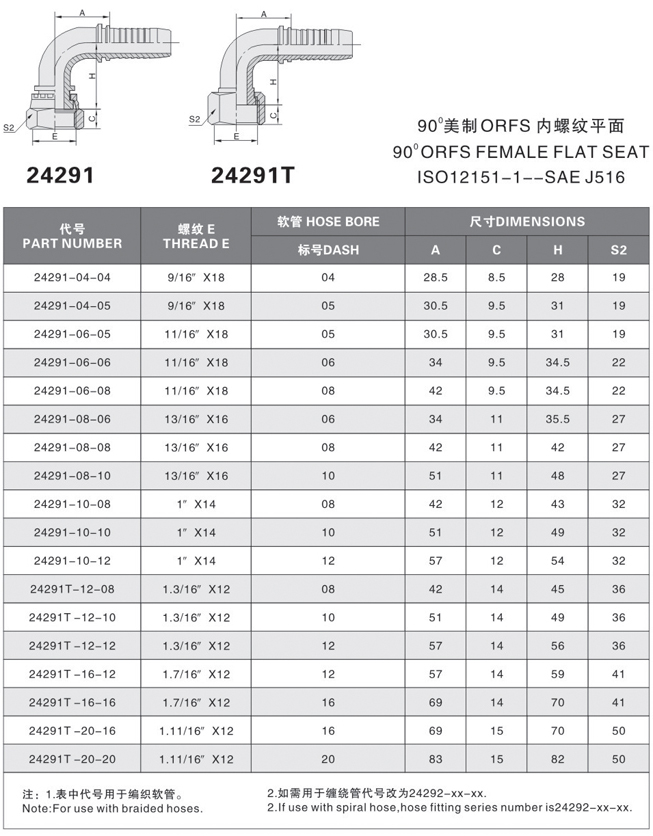 A
H
C
S2
E
A
H
C
S2
E
24291
24291T
90°美制ORFS 内螺纹平面
90°ORFS FEMALE FLAT SEAT
ISO12151-1--SAE J516
代号 PART NUMBER 螺纹 E THREAD E 软管 HOSE BORE 尺寸DIMENSIONS
标号DASH A C H S2
24291-04-04 9/16″ X18 04 28.5 8.5 28 19
24291-04-05 9/16″ X18 05 30.5 9.5 31 19
24291-06-05 11/16″ X18 05 30.5 9.5 31 19
24291-06-06 11/16″ X18 06 34 9.5 34.5 22
24291-06-08 11/16″ X18 08 42 9.5 34.5 22
24291-08-06 13/16″ X16 06 34 11 35.5 27
24291-08-08 13/16″ X16 08 42 11 42 27
24291-08-10 13/16″ X16 10 51 11 48 27
24291-10-08 1″ X14 08 42 12 43 32
24291-10-10 1″ X14 10 51 12 49 32
24291-10-12 1″ X14 12 57 12 54 32
24291T-12-08 1.3/16″ X12 08 42 14 45 36
24291T-12-10 1.3/16″ X12 10 51 14 49 36
24291T-12-12 1.3/16″ X12 12 57 14 56 36
24291T-16-12 1.7/16″ X12 12 57 14 59 41
24291T-16-16 1.7/16″ X12 16 69 14 70 41
24291T-20-16 1.11/16″ X12 16 69 15 70 50
24291T-20-20 1.11/16″ X12 20 83 15 82 50
注：1.表中代号用于编织软管。 2.如需用于缠绕管代号改为24292-xx-xx.
Note:For use with braided hoses. 2.If use with spiral hose,hose fitting series number is24292-xx-xx.